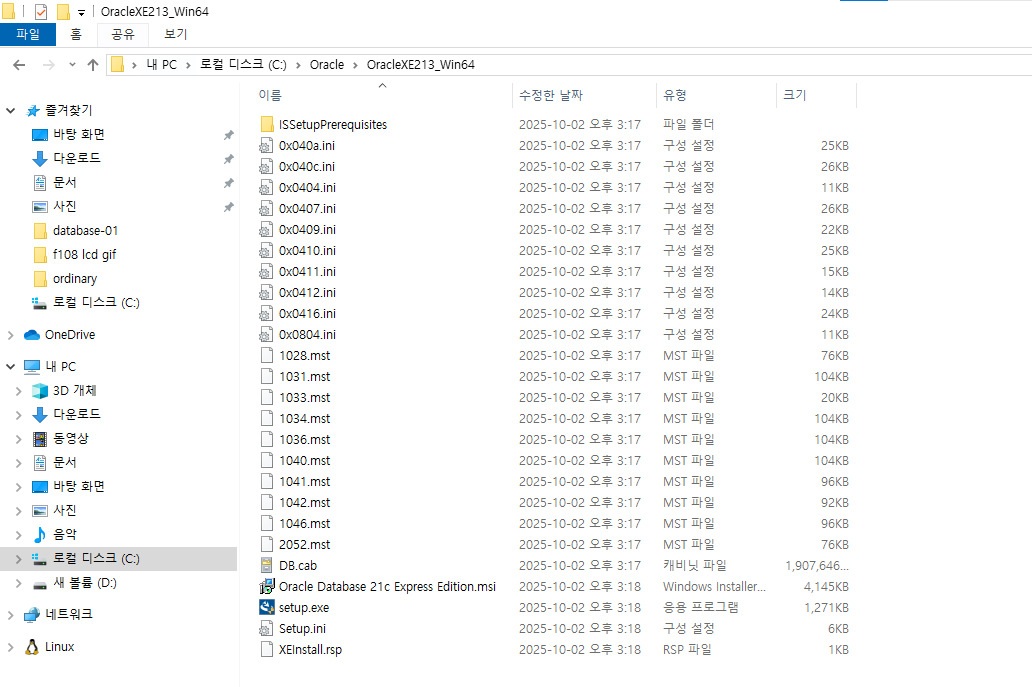 OracleXE213_Win64
파일 홈 공유 보기
내 PC 로컬 디스크 (C:) Oracle OracleXE213_Win64
즐겨찾기
바탕 화면
다운로드
문서
사진
database-01
f108 lcd gif
ordinary
로컬 디스크 (C:)
OneDrive
내 PC
3D 개체
다운로드
동영상
문서
바탕 화면
사진
음악
로컬 디스크 (C:)
새 볼륨 (D:)
네트워크
Linux
이름 수정한 날짜 유형 크기
ISSetupPrerequisites 2025-10-02 오후 3:17 파일 폴더
0x040a.ini 2025-10-02 오후 3:17 구성 설정 25KB
0x040c.ini 2025-10-02 오후 3:17 구성 설정 26KB
0x0404.ini 2025-10-02 오후 3:17 구성 설정 11KB
0x0407.ini 2025-10-02 오후 3:17 구성 설정 26KB
0x0409.ini 2025-10-02 오후 3:17 구성 설정 22KB
0x0410.ini 2025-10-02 오후 3:17 구성 설정 25KB
0x0411.ini 2025-10-02 오후 3:17 구성 설정 15KB
0x0412.ini 2025-10-02 오후 3:17 구성 설정 14KB
0x0416.ini 2025-10-02 오후 3:17 구성 설정 24KB
0x0804.ini 2025-10-02 오후 3:17 구성 설정 11KB
1028.mst 2025-10-02 오후 3:17 MST 파일 76KB
1031.mst 2025-10-02 오후 3:17 MST 파일 104KB
1033.mst 2025-10-02 오후 3:17 MST 파일 20KB
1034.mst 2025-10-02 오후 3:17 MST 파일 104KB
1036.mst 2025-10-02 오후 3:17 MST 파일 104KB
1040.mst 2025-10-02 오후 3:17 MST 파일 104KB
1041.mst 2025-10-02 오후 3:17 MST 파일 96KB
1042.mst 2025-10-02 오후 3:17 MST 파일 92KB
1046.mst 2025-10-02 오후 3:17 MST 파일 96KB
2052.mst 2025-10-02 오후 3:17 MST 파일 76KB
DB.cab 2025-10-02 오후 3:17 캐비닛 파일 1,907,646...
Oracle Database 21c Express Edition.msi 2025-10-02 오후 3:18 Windows Installer... 4,145KB
setup.exe 2025-10-02 오후 3:18 응용 프로그램 1,271KB
Setup.ini 2025-10-02 오후 3:18 구성 설정 6KB
XEInstall.rsp 2025-10-02 오후 3:18 RSP 파일 1KB